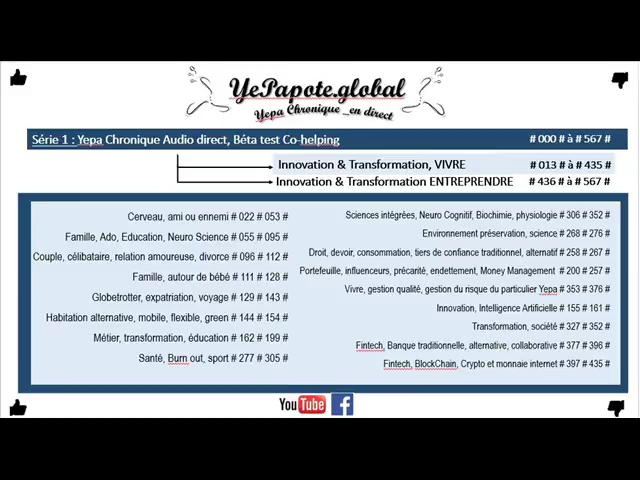 YePapote.global
Yepa Chronique _en direct
Série 1 : Yepa Chronique Audio direct, Béta test Co-helping # 000 # à # 567 #
Innovation & Transformation, VIVRE # 013 # à # 435 #
Innovation & Transformation ENTREPRENDRE # 436 # à # 567 #
Cerveau, ami ou ennemi # 022 # 053 #
Famille, Ado, Education, Neuro Science # 055 # 095 #
Couple, célibataire, relation amoureuse, divorce # 096 # 112 #
Famille, autour de bébé # 111 # 128 #
Globetrotter, expatriation, voyage # 129 # 143 #
Habitation alternative, mobile, flexible, green # 144 # 154 #
Métier, transformation, éducation # 162 # 199 #
Santé, Burn out, sport # 277 # 305 #
Sciences intégrées, Neuro Cognitif, Biochimie, physiologie # 306 # 352 #
Environnement préservation, science # 268 # 276 #
Droit, devoir, consommation, tiers de confiance traditionnel, alternatif # 258 # 267 #
Portefeuille, influenceurs, précarité, endettement, Money Management # 200 # 257 #
Vivre, gestion qualité, gestion du risque du particulier Yepa # 353 # 376 #
Innovation, Intelligence Artificielle # 155 # 161 #
Transformation, société # 327 # 352 #
Fintech, Banque traditionnelle, alternative, collaborative # 377 # 396 #
Fintech, BlockChain, Crypto et monnaie internet # 397 # 435 #
YouTube f